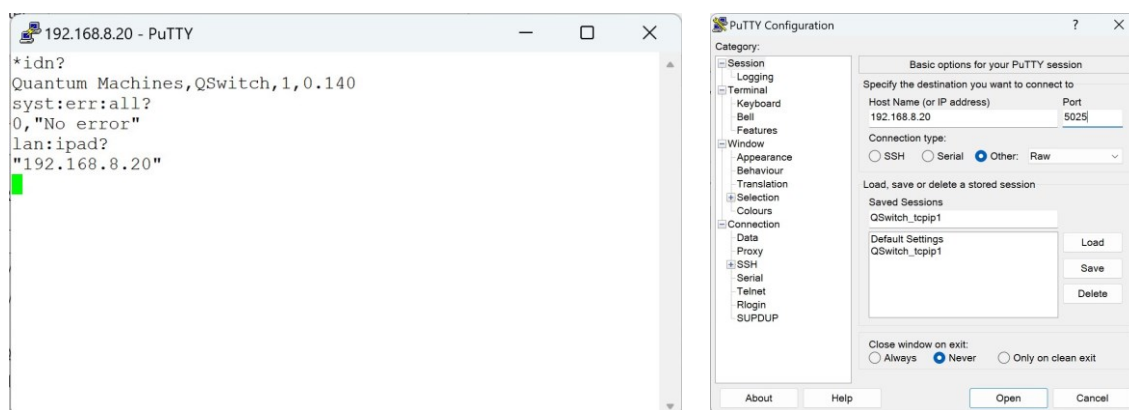 192.168.8.20 - PuTTY
*idn?
Quantum Machines,QSwitch,1,0.140
syst:err:all?
0,"No error"
lan:ipad?
"192.168.8.20"
PuTTY Configuration
?
Category:
Session
Logging
Terminal
Keyboard
Bell
Features
Window
Appearance
Behaviour
Translation
Selection
Colours
Connection
Data
Proxy
SSH
Serial
Telnet
Rlogin
SUPDUP
Basic options for your PuTTY session
Specify the destination you want to connect to
Host Name (or IP address) Port
192.168.8.20 5025
Connection type:
SSH Serial Other: Raw
Load, save or delete a stored session
Saved Sessions
QSwitch_tcpip1
Default Settings
QSwitch_tcpip1
Load
Save
Delete
Close window on exit:
Always Never Only on clean exit
About Help Open Cancel